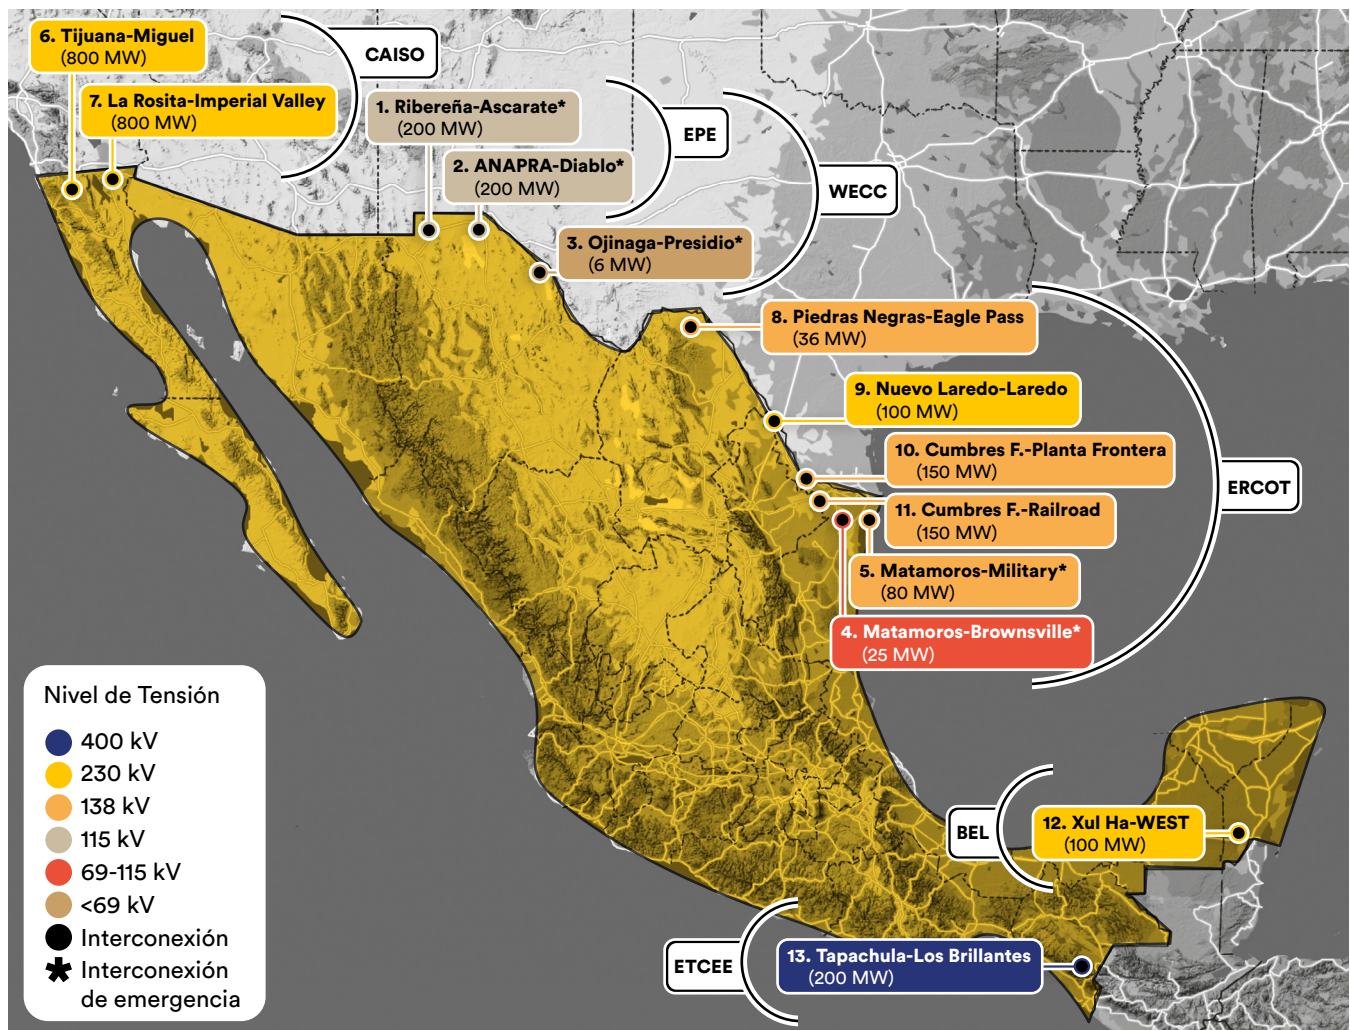 6. Tijuana-Miguel
(800 MW)
CAISO
7. La Rosita-Imperial Valley
(800 MW)
1. Ribereña-Ascarate*
(200 MW)
EPE
2. ANAPRA-Diablo*
(200 MW)
WECC
3. Ojinaga-Presidio*
(6 MW)
8. Piedras Negras-Eagle Pass
(36 MW)
9. Nuevo Laredo-Laredo
(100 MW)
10. Cumbres F.-Planta Frontera
(150 MW)
ERCOT
11. Cumbres F.-Railroad
(150 MW)
5. Matamoros-Military*
(80 MW)
4. Matamoros-Brownsville*
(25 MW)
Nivel de Tensión
400 kV
230 kV
138 kV
115 kV
69-115 kV
<69 kV
Interconexión
* Interconexión
de emergencia
BEL
12. Xul Ha-WEST
(100 MW)
ETCEE
13. Tapachula-Los Brillantes
(200 MW)